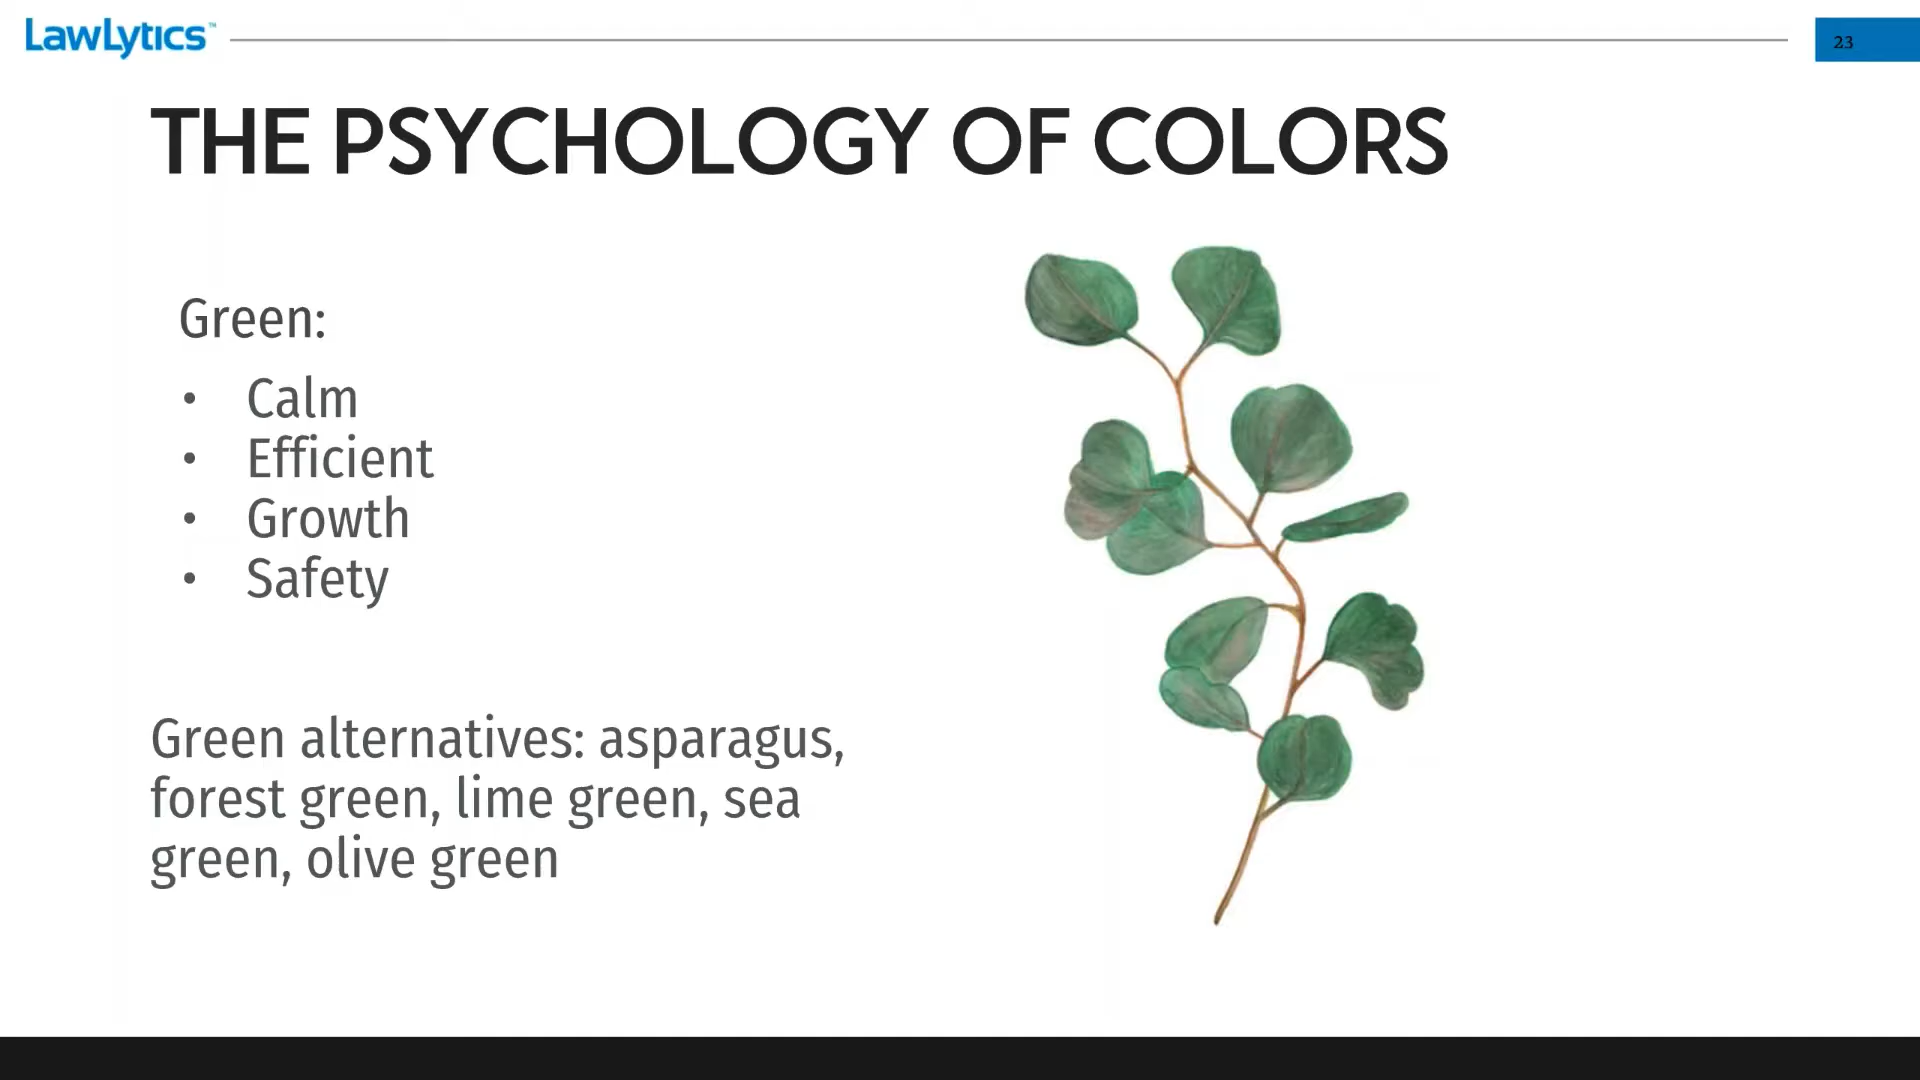 LawLytics™
23
THE PSYCHOLOGY OF COLORS
Green:
• Calm
• Efficient
• Growth
• Safety
Green alternatives: asparagus,
forest green, lime green, sea
green, olive green